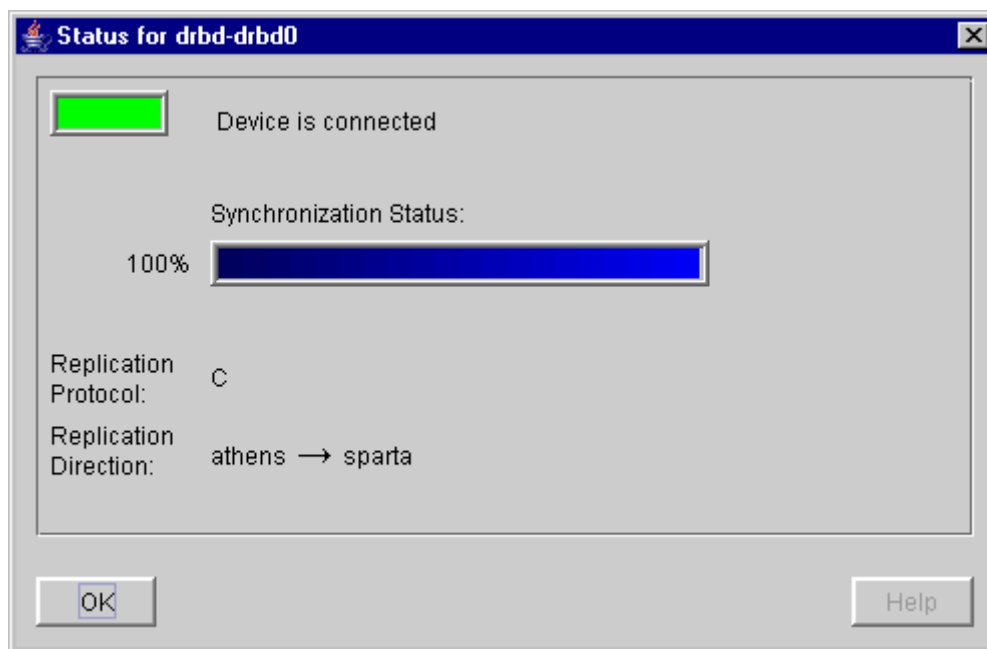 Status for drbd-drbd0
Device is connected
Synchronization Status:
100%
Replication
Protocol:
C
Replication
Direction:
athens → sparta
OK
Help